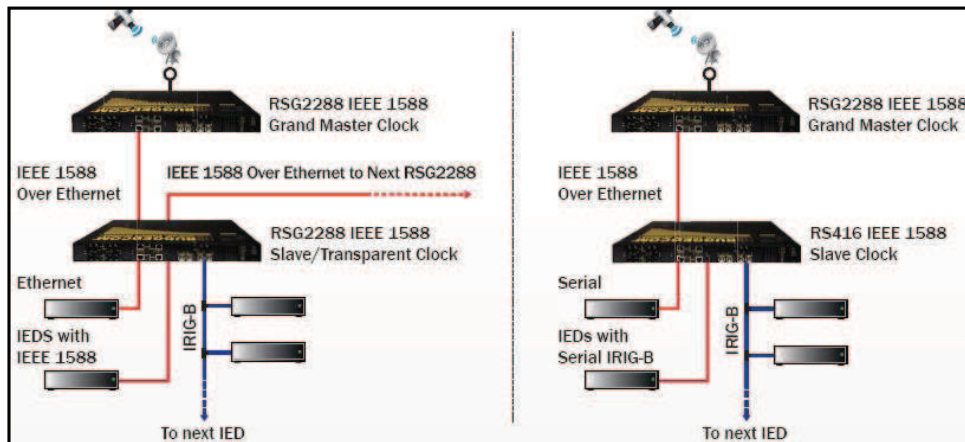 RSG2288 IEEE 1588
Grand Master Clock
IEEE 1588
Over Ethernet
IEEE 1588 Over Ethernet to Next RSG2288
RSG2288 IEEE 1588
Slave/Transparent Clock
Ethernet
IEDS with
IEEE 1588
IRIG-B
To next IED
RSG2288 IEEE 1588
Grand Master Clock
IEEE 1588
Over Ethernet
RS416 IEEE 1588
Slave Clock
Serial
IEDs with
Serial IRIG-B
IRIG-B
To next IED